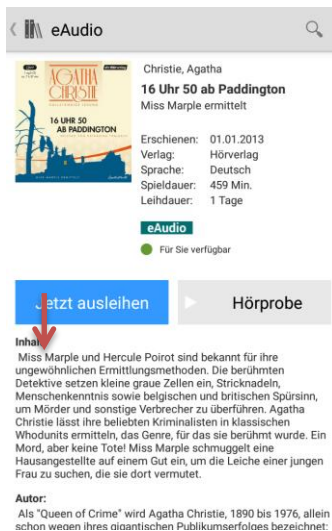 eAudio
AGATHA
CHRISTIE
16 UHR 50
AB PADDINGTON
Christie, Agatha
16 Uhr 50 ab Paddington
Miss Marple ermittelt
Erschienen: 01.01.2013
Verlag: Hörverlag
Sprache: Deutsch
Spieldauer: 459 Min.
Leihdauer: 1 Tage
eAudio
Für Sie verfügbar
Jetzt ausleihen
Hörprobe
Inhalt:
Miss Marple und Hercule Poirot sind bekannt für ihre
ungewöhnlichen Ermittlungsmethoden. Die berühmten
Detektive setzen kleine graue Zellen ein, Stricknadeln,
Menschenkenntnis sowie belgischen und britischen Spürsinn,
um Mörder und sonstige Verbrecher zu überführen. Agatha
Christie lässt ihre beliebten Kriminalisten in klassischen
Whodunits ermitteln, das Genre, für das sie berühmt wurde. Ein
Mord, aber keine Tote! Miss Marple schmuggelt eine
Hausangestellte auf einem Gut ein, um die Leiche einer jungen
Frau zu suchen, die sie dort vermutet.
Autor:
Als "Queen of Crime" wird Agatha Christie, 1890 bis 1976, allein
schon wegen ihres gigantischen Publikumserfolges bezeichnet: